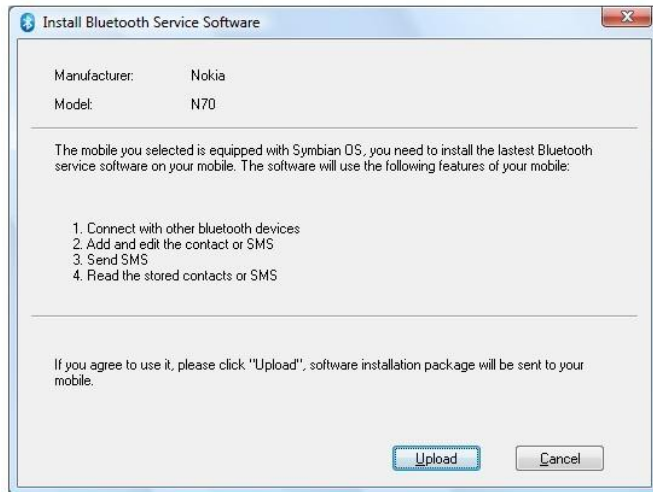 Install Bluetooth Service Software
Manufacturer: Nokia
Model: N70
The mobile you selected is equipped with Symbian OS, you need to install the lastest Bluetooth
service software on your mobile. The software will use the following features of your mobile:
1. Connect with other bluetooth devices
2. Add and edit the contact or SMS
3. Send SMS
4. Read the stored contacts or SMS
If you agree to use it, please click "Upload", software installation package will be sent to your
mobile.
Upload Cancel